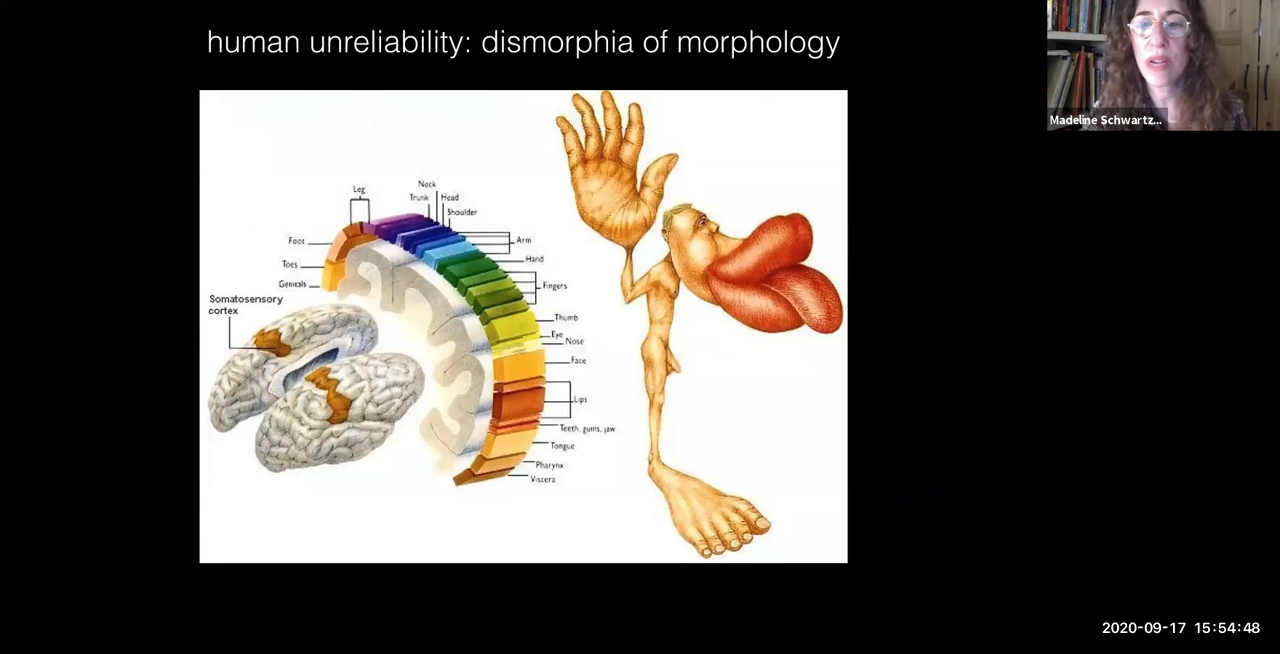 human unreliability: dismorphia of morphology
Madeline Schwartz...
Leg
Neck
Trunk
Head
Shoulder
Foot
Arm
Toes
Hand
Genitals
Fingers
Somatosensory
cortex
Thumb
Eye
Nose
Face
Lips
Teeth, gums, jaw
Tongue
Pharynx
Viscera
2020-09-17 15:54:48